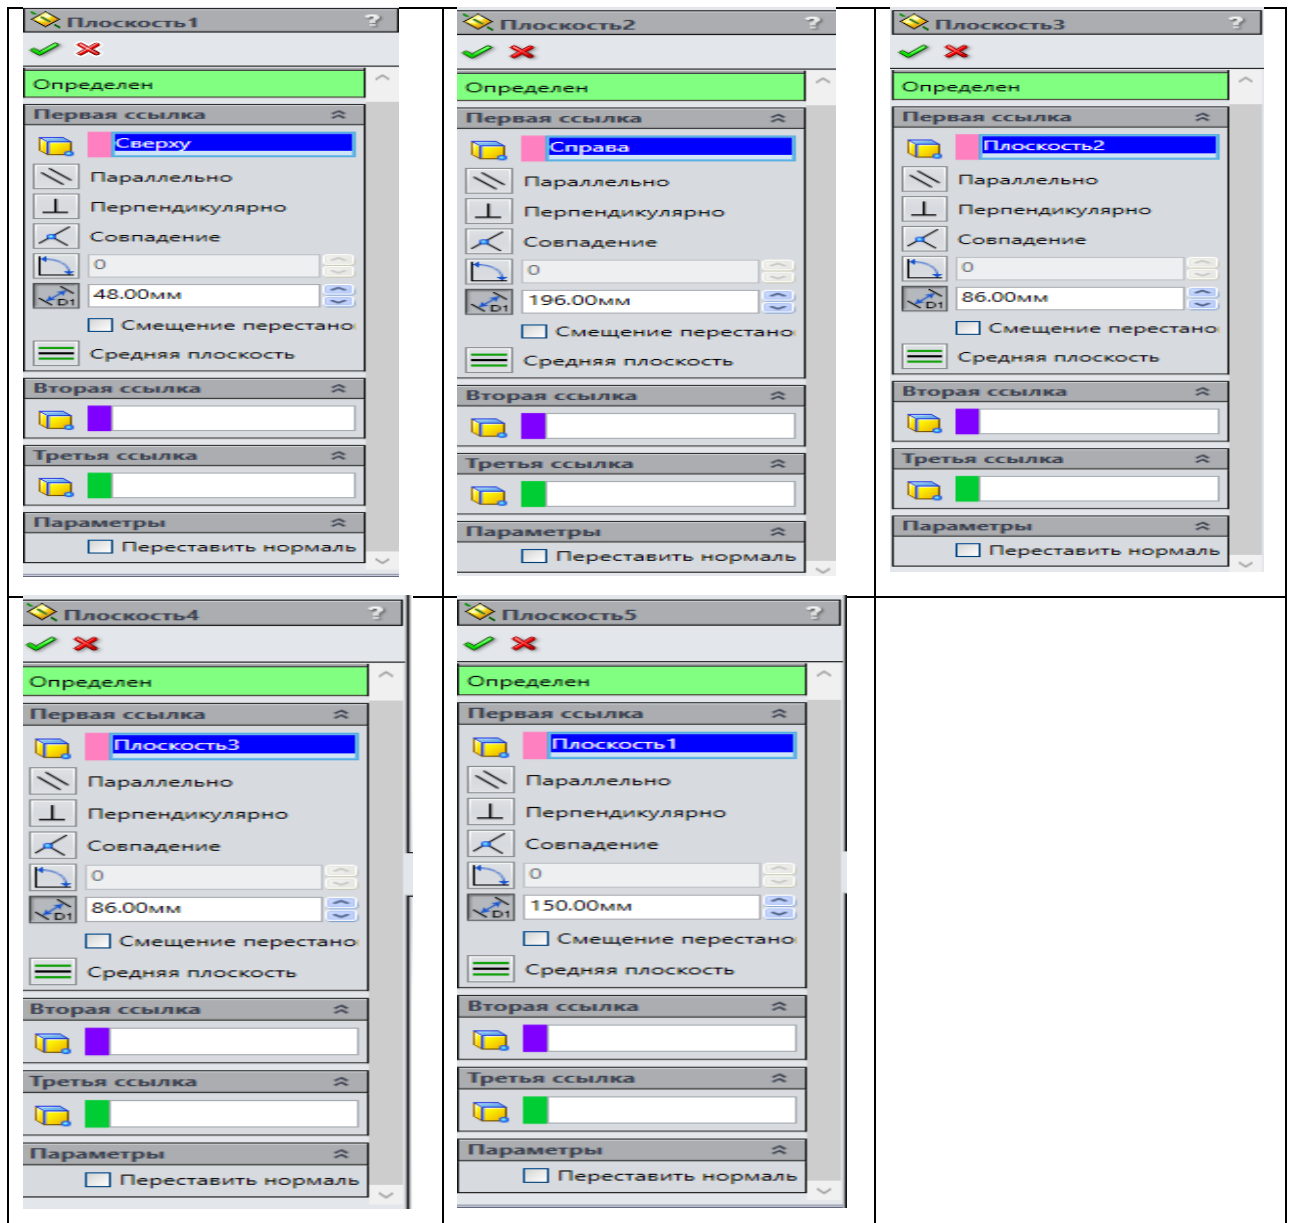 Плоскость1 ?
Определен
Первая ссылка
Сверху
Параллельно
Перпендикулярно
Совпадение
0
48.00мм
Смещение перестано
Средняя плоскость
Вторая ссылка
Третья ссылка
Параметры
Переставить нормаль
Плоскость2 ?
Определен
Первая ссылка
Справа
Параллельно
Перпендикулярно
Совпадение
0
196.00мм
Смещение перестано
Средняя плоскость
Вторая ссылка
Третья ссылка
Параметры
Переставить нормаль
Плоскость3 ?
Определен
Первая ссылка
Плоскость2
Параллельно
Перпендикулярно
Совпадение
0
86.00мм
Смещение перестано
Средняя плоскость
Вторая ссылка
Третья ссылка
Параметры
Переставить нормаль
Плоскость4 ?
Определен
Первая ссылка
Плоскость3
Параллельно
Перпендикулярно
Совпадение
0
86.00мм
Смещение перестано
Средняя плоскость
Вторая ссылка
Третья ссылка
Параметры
Переставить нормаль
Плоскость5 ?
Определен
Первая ссылка
Плоскость1
Параллельно
Перпендикулярно
Совпадение
0
150.00мм
Смещение перестано
Средняя плоскость
Вторая ссылка
Третья ссылка
Параметры
Переставить нормаль